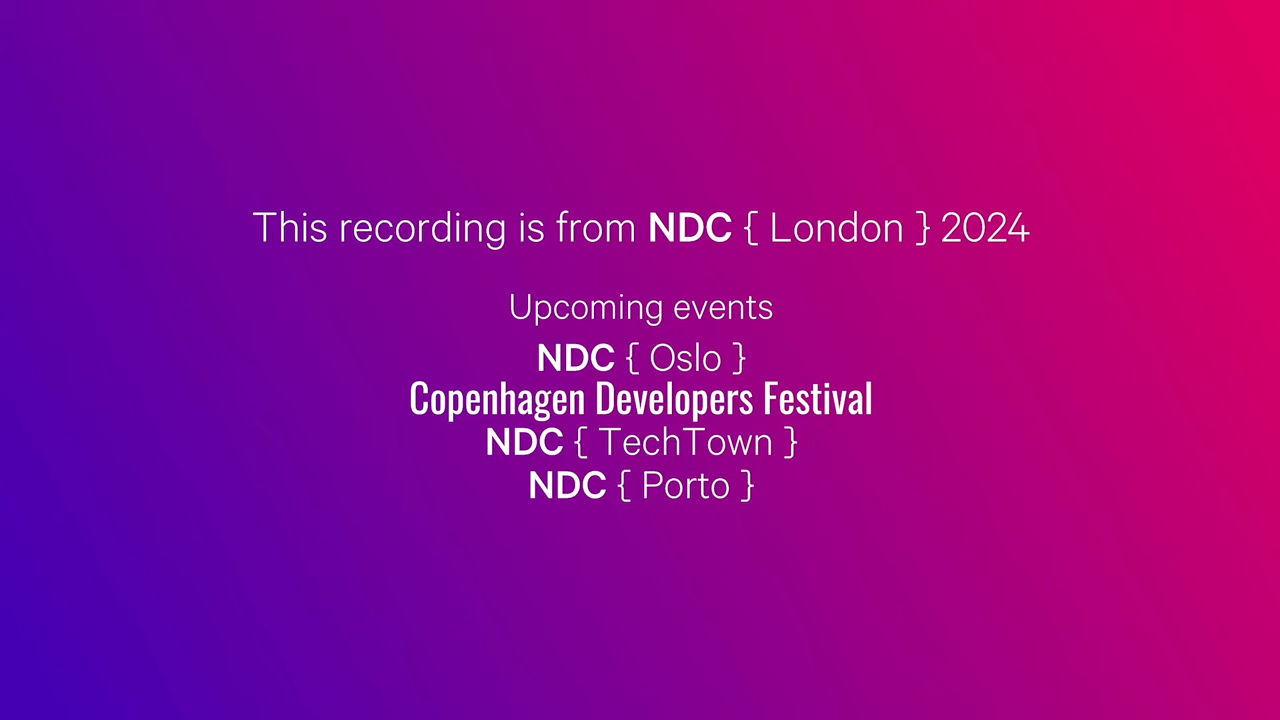 This recording is from NDC { London } 2024
Upcoming events
NDC { Oslo }
Copenhagen Developers Festival
NDC { TechTown }
NDC { Porto }